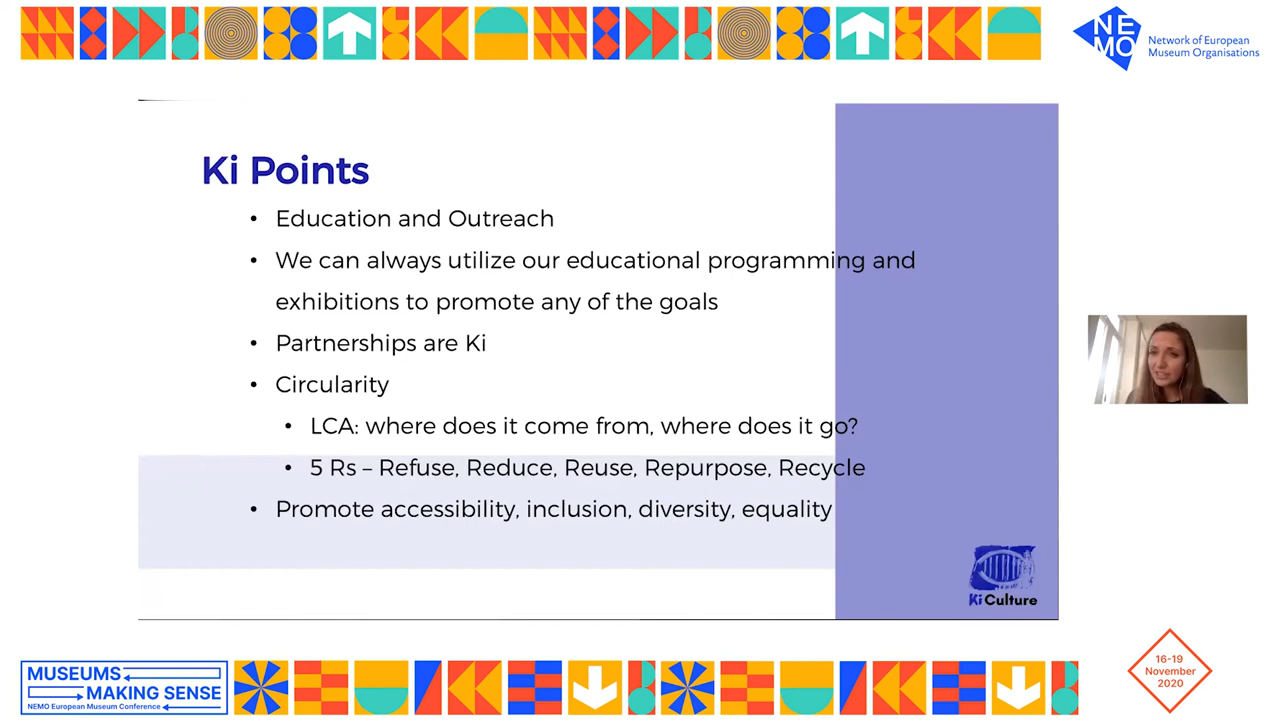 NE
MO
Network of European
Museum Organisations
Ki Points
• Education and Outreach
• We can always utilize our educational programming and
exhibitions to promote any of the goals
• Partnerships are Ki
• Circularity
• LCA: where does it come from, where does it go?
• 5 Rs – Refuse, Reduce, Reuse, Repurpose, Recycle
• Promote accessibility, inclusion, diversity, equality
Ki Culture
MUSEUMS
MAKING SENSE
NEMO European Museum Conference
16-19
November
2020